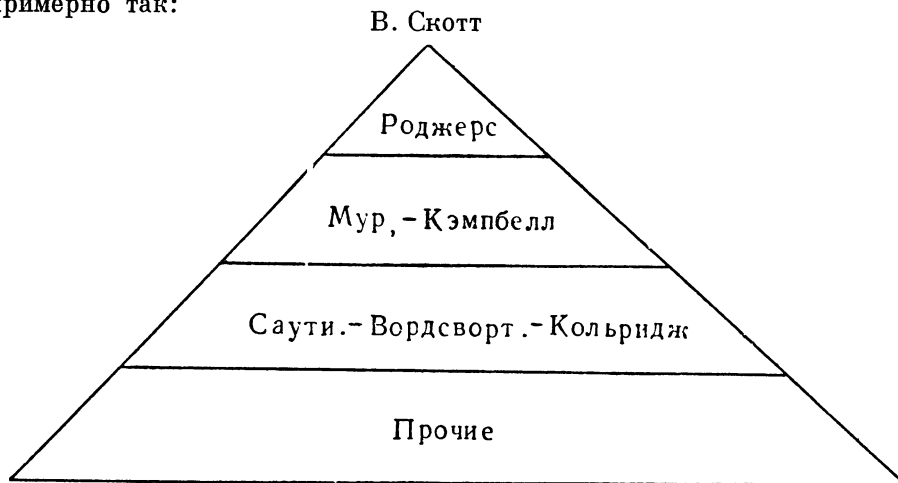 примерно так:
В. Скотт
Роджерс
Мур,-Кэмпбелл
Саути.-Вордсворт.-Кольридж
Прочие